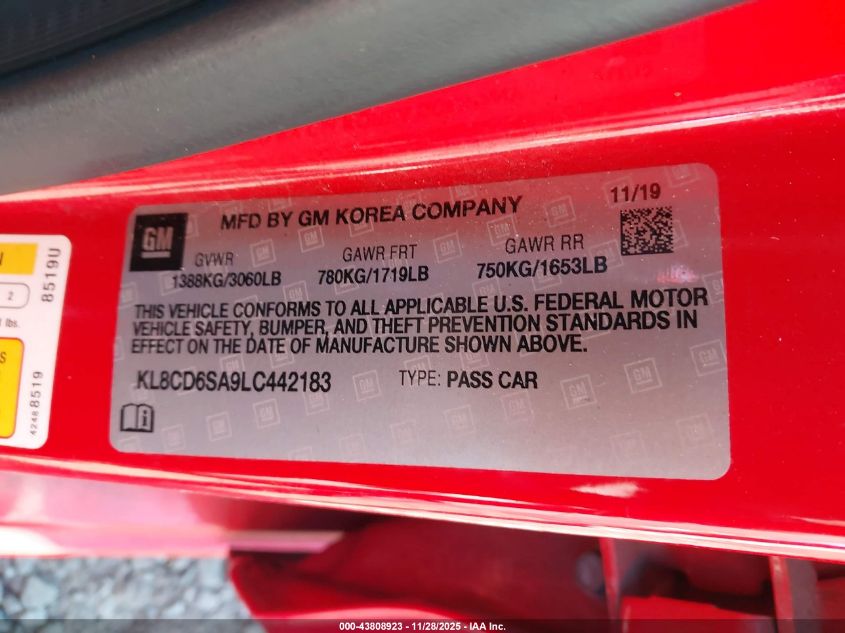 MFD BY GM KOREA COMPANY
11/19
GM
GVWR
GAWR FRT
GAWR RR
1388KG/3060LB
780KG/1719LB
750KG/1653LB
THIS VEHICLE CONFORMS TO ALL APPLICABLE U.S. FEDERAL MOTOR
VEHICLE SAFETY, BUMPER, AND THEFT PREVENTION STANDARDS IN
EFFECT ON THE DATE OF MANUFACTURE SHOWN ABOVE.
KL8CD6SA9LC442183
TYPE: PASS CAR
N
2
lbs.
S
8519U
42488519
000-43808923 - 11/28/2025 - IAA Inc.